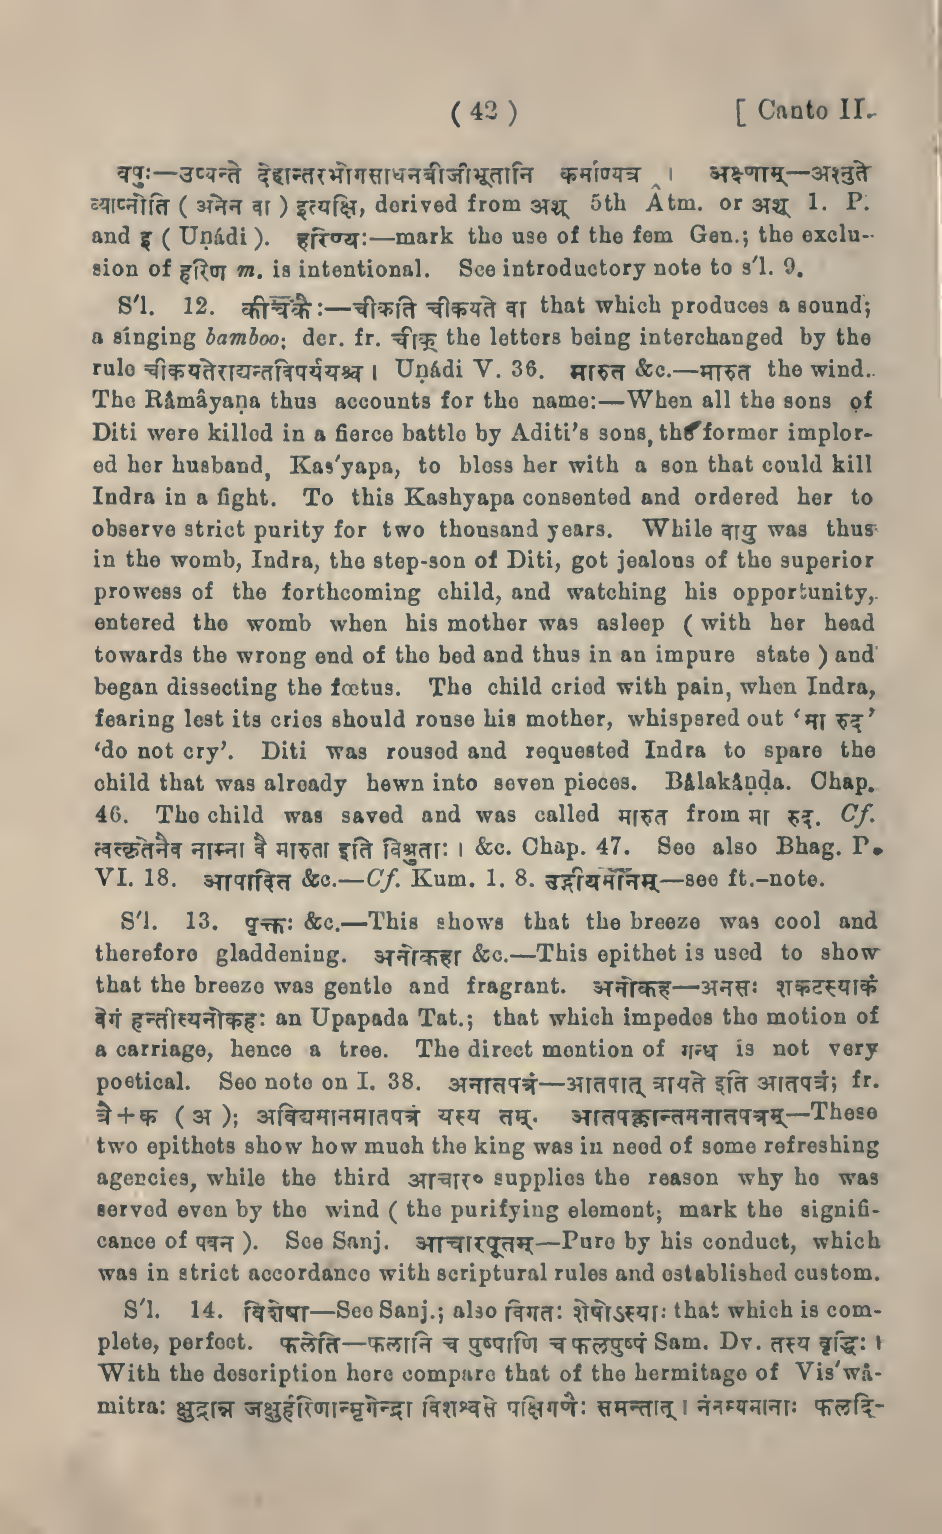 ( 42 ) [ Canto II.
वपुः—उप्यन्ते देहान्तरभोगसाधनबीजीभूतानि कर्माण्यत्र । अक्ष्णाम्—अश्नुते
व्याप्नोति ( अनेन वा ) इत्यक्षि, derived from अश् 5th Âtm. or अश् 1. P.
and इ ( Uṇádi ). हरिण्यः—mark the use of the fem Gen.; the exclu-
sion of हरिण m. is intentional. See introductory note to s'l. 9.
S'l. 12. कीचकैः—चीकति चीकयते वा that which produces a sound;
a singing bamboo; der. fr. चीक् the letters being interchanged by the
rule चीकयतेराद्यन्तविपर्ययश्च । Uṇádi V. 36. मारुत &c.—मारुत the wind.
The Râmâyaṇa thus accounts for the name:—When all the sons of
Diti were killed in a fierce battle by Aditi's sons, the former implor-
ed her husband, Kas'yapa, to bless her with a son that could kill
Indra in a fight. To this Kashyapa consented and ordered her to
observe strict purity for two thousand years. While वायु was thus
in the womb, Indra, the step-son of Diti, got jealous of the superior
prowess of the forthcoming child, and watching his opportunity,
entered the womb when his mother was asleep ( with her head
towards the wrong end of the bed and thus in an impure state ) and
began dissecting the fœtus. The child cried with pain, when Indra,
fearing lest its cries should rouse his mother, whispered out ‘मा रुद’
‘do not cry’. Diti was roused and requested Indra to spare the
child that was already hewn into seven pieces. Bâlakâṇḍa. Chap.
46. The child was saved and was called मारुत from मा रुद. Cf.
त्वत्कृतेनैव नाम्ना वै मारुता इति विश्रुताः । &c. Chap. 47. See also Bhag. P.
VI. 18. आपादित &c.—Cf. Kum. 1. 8. उद्गीयमानम्—see ft.-note.
S'l. 13. पृक्तः &c.—This shows that the breeze was cool and
therefore gladdening. अनोकहा &c.—This epithet is used to show
that the breeze was gentle and fragrant. अनोकह—अनसः शकटस्याकं
वेगं हन्तीत्यनोकहः an Upapada Tat.; that which impedes the motion of
a carriage, hence a tree. The direct mention of गन्ध is not very
poetical. See note on I. 38. अनातपत्रं—आतपात् त्रायते इति आतपत्रं; fr.
त्रै+क ( अ ); अविद्यमानमातपत्रं यस्य तम्. आतपक्लान्तमनातपत्रम्—These
two epithets show how much the king was in need of some refreshing
agencies, while the third आचार० supplies the reason why he was
served even by the wind ( the purifying element; mark the signifi-
cance of पवन ). See Sanj. आचारपूतम्—Pure by his conduct, which
was in strict accordance with scriptural rules and established custom.
S'l. 14. विशेषा—See Sanj.; also विगतः शेषोऽस्याः that which is com-
plete, perfect. फलेति—फलानि च पुष्पाणि च फलपुष्पं Sam. Dv. तस्य वृद्धिः ।
With the description here compare that of the hermitage of Vis'wâ-
mitra: क्षुद्रान्न जक्षुर्हरिणान्मृगेन्द्रा विशश्वसे पक्षिगणैः समन्तात् । नंनम्यमानाः फलदि-